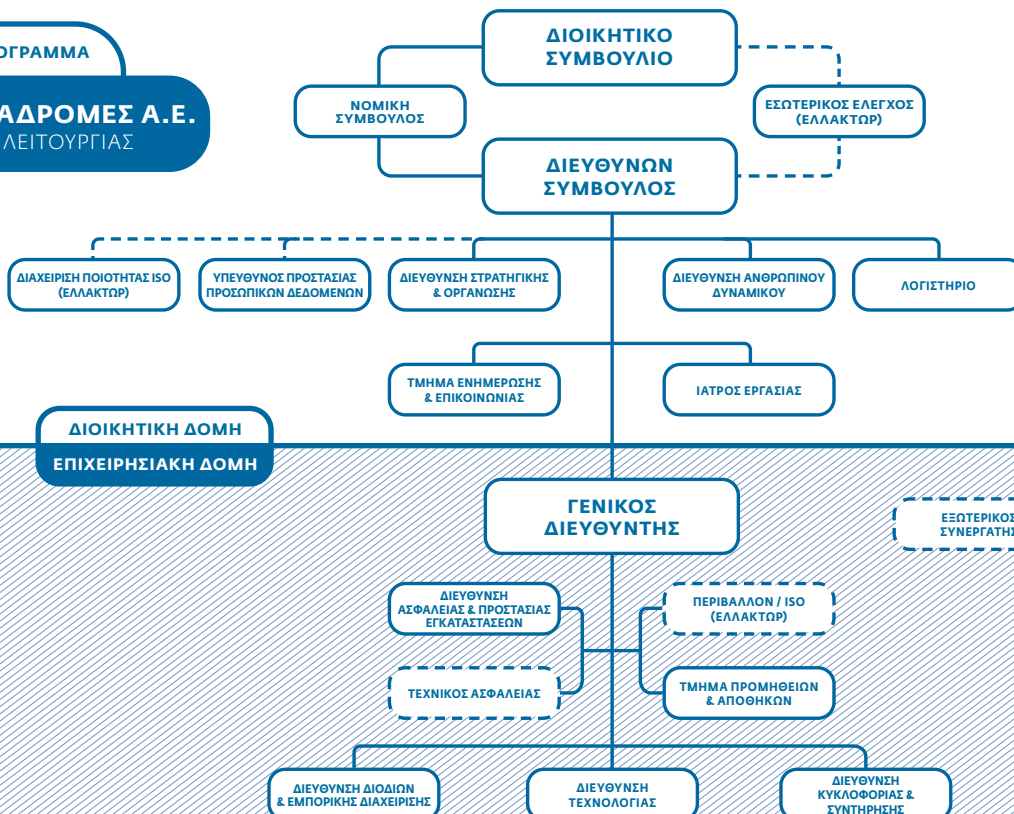 ΔΙΟΙΚΗΤΙΚΟ
ΣΥΜΒΟΥΛΙΟ
ΟΓΡΑΜΜΑ
ΑΔΡΟΜΕΣ Α.Ε.
ΛΕΙΤΟΥΡΓΙΑΣ
ΝΟΜΙΚΗ
ΣΥΜΒΟΥΛΟΣ
ΕΣΩΤΕΡΙΚΟΣ ΕΛΕΓΧΟΣ
(ΕΛΛΑΚΤΩΡ)
ΔΙΕΥΘΥΝΩΝ
ΣΥΜΒΟΥΛΟΣ
ΔΙΑΧΕΙΡΙΣΗ ΠΟΙΟΤΗΤΑΣ ISO
(ΕΛΛΑΚΤΩΡ)
ΥΠΕΥΘΥΝΟΣ ΠΡΟΣΤΑΣΙΑΣ
ΠΡΟΣΩΠΙΚΩΝ ΔΕΔΟΜΕΝΩΝ
ΔΙΕΥΘΥΝΣΗ ΣΤΡΑΤΗΓΙΚΗΣ
& ΟΡΓΑΝΩΣΗΣ
ΔΙΕΥΘΥΝΣΗ ΑΝΘΡΩΠΙΝΟΥ
ΔΥΝΑΜΙΚΟΥ
ΛΟΓΙΣΤΗΡΙΟ
ΤΜΗΜΑ ΕΝΗΜΕΡΩΣΗΣ
& ΕΠΙΚΟΙΝΩΝΙΑΣ
ΙΑΤΡΟΣ ΕΡΓΑΣΙΑΣ
ΔΙΟΙΚΗΤΙΚΗ ΔΟΜΗ
ΕΠΙΧΕΙΡΗΣΙΑΚΗ ΔΟΜΗ
ΓΕΝΙΚΟΣ
ΔΙΕΥΘΥΝΤΗΣ
ΕΞΩΤΕΡΙΚΟΣ
ΣΥΝΕΡΓΑΤΗΣ
ΔΙΕΥΘΥΝΣΗ
ΑΣΦΑΛΕΙΑΣ & ΠΡΟΣΤΑΣΙΑΣ
ΕΓΚΑΤΑΣΤΑΣΕΩΝ
ΠΕΡΙΒΑΛΛΟΝ / ISO
(ΕΛΛΑΚΤΩΡ)
ΤΕΧΝΙΚΟΣ ΑΣΦΑΛΕΙΑΣ
ΤΜΗΜΑ ΠΡΟΜΗΘΕΙΩΝ
& ΑΠΟΘΗΚΩΝ
ΔΙΕΥΘΥΝΣΗ ΔΙΟΔΙΩΝ
& ΕΜΠΟΡΙΚΗΣ ΔΙΑΧΕΙΡΙΣΗΣ
ΔΙΕΥΘΥΝΣΗ
ΤΕΧΝΟΛΟΓΙΑΣ
ΔΙΕΥΘΥΝΣΗ
ΚΥΚΛΟΦΟΡΙΑΣ &
ΣΥΝΤΗΡΗΣΗΣ